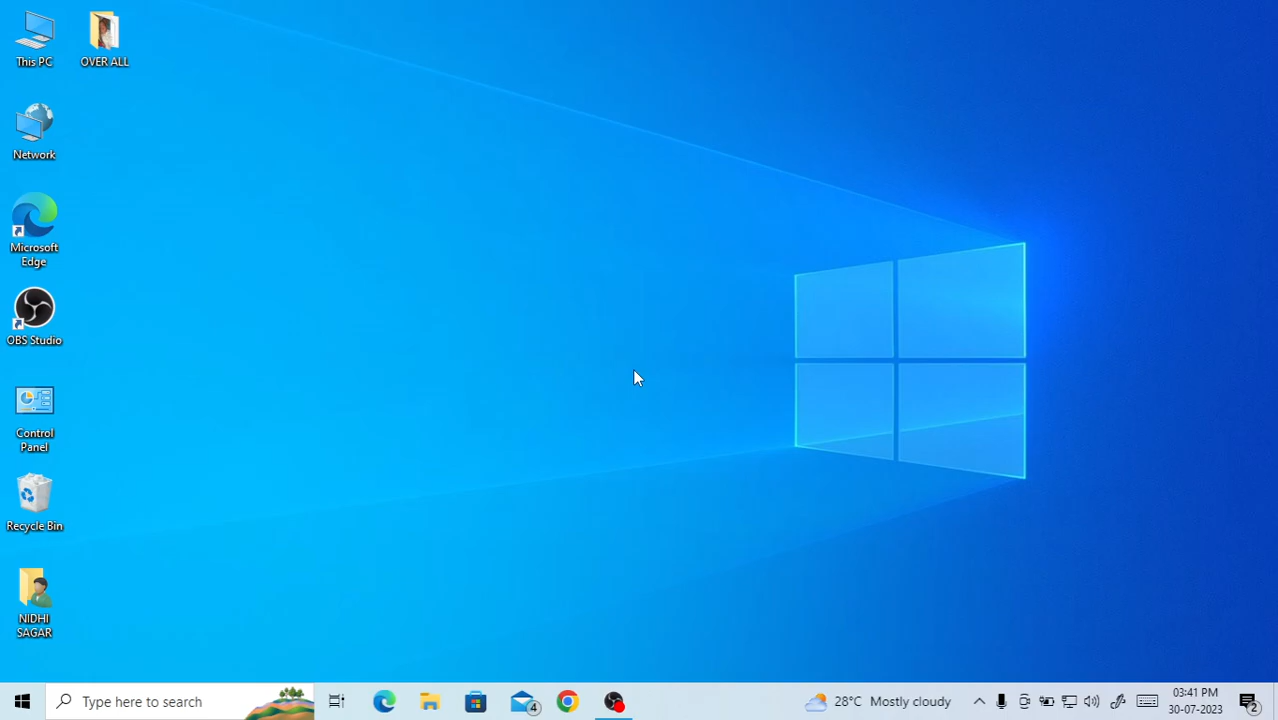 This PC
OVER ALL
Network
Microsoft
Edge
OBS Studio
Control
Panel
Recycle Bin
NIDHI
SAGAR
Type here to search
4
28°C Mostly cloudy
03:41 PM
30-07-2023
2